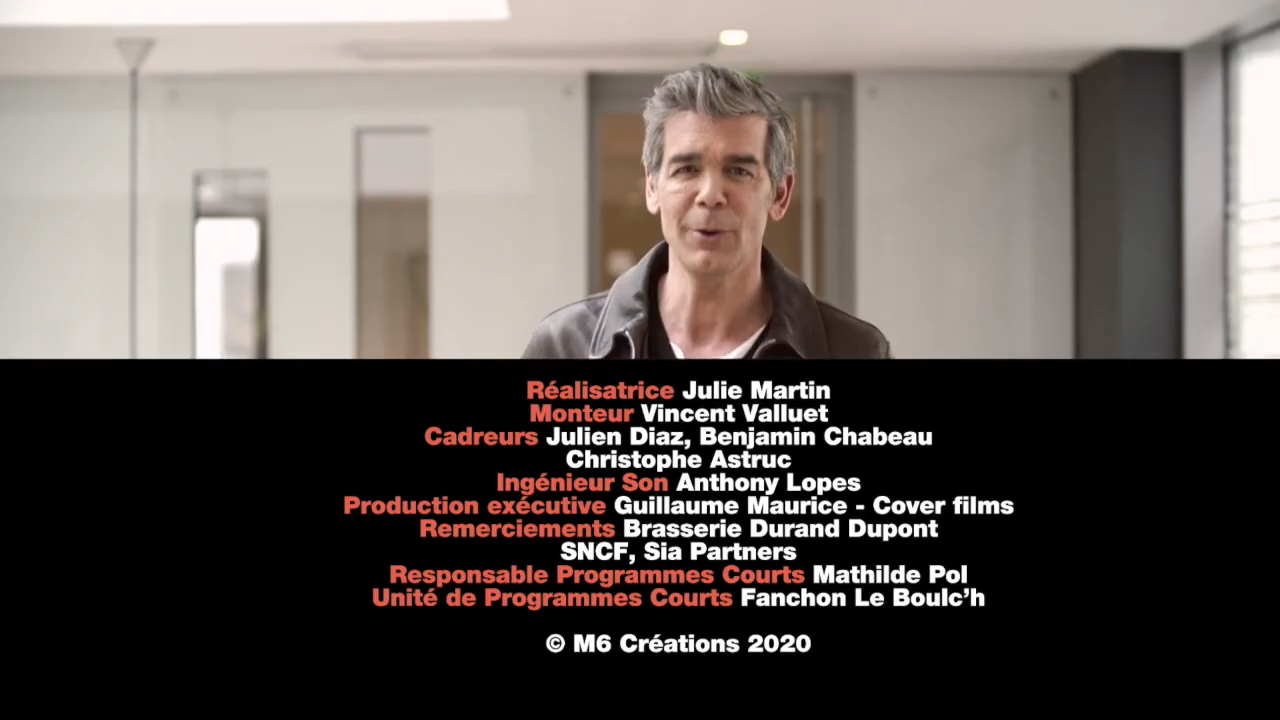 Réalisatrice Julie Martin
Monteur Vincent Valluet
Cadreurs Julien Diaz, Benjamin Chabeau
Christophe Astruc
Ingénieur Son Anthony Lopes
Production exécutive Guillaume Maurice - Cover films
Remerciements Brasserie Durand Dupont
SNCF, Sia Partners
Responsable Programmes Courts Mathilde Pol
Unité de Programmes Courts Fanchon Le Boulc’h
© M6 Créations 2020